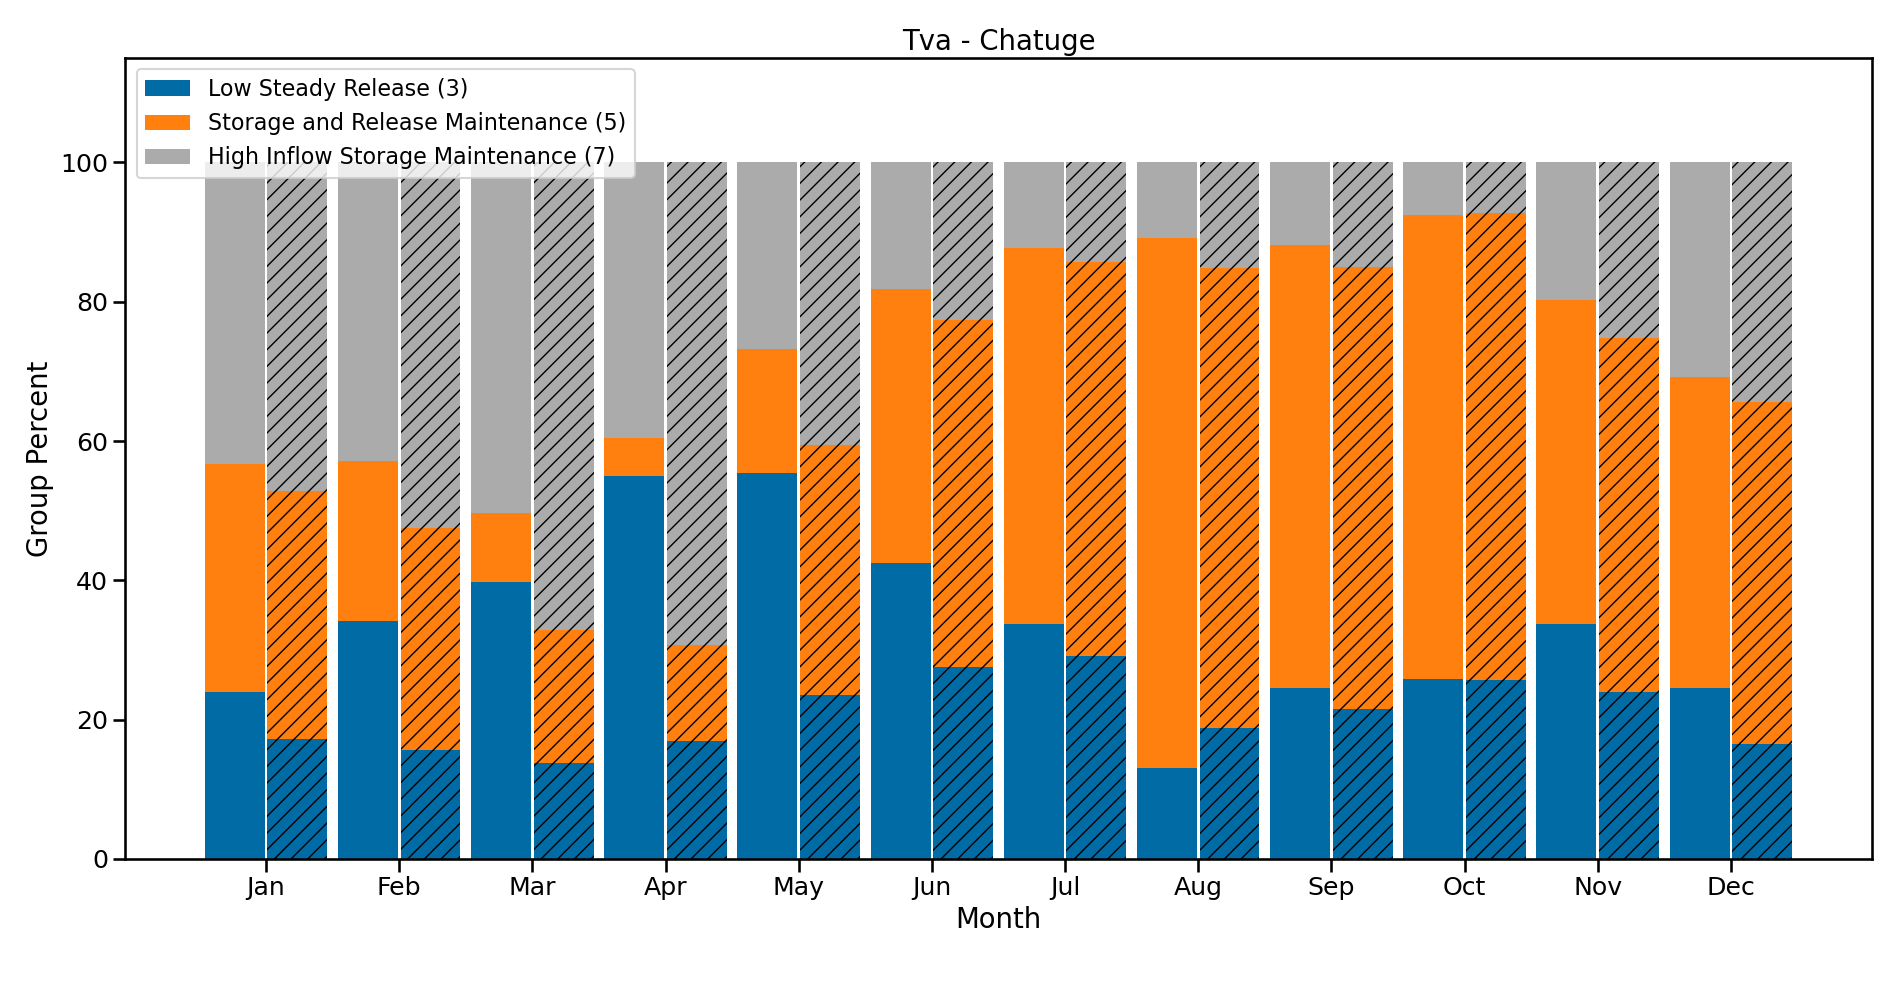 Tva - Chatuge
Low Steady Release (3)
Storage and Release Maintenance (5)
High Inflow Storage Maintenance (7)
100
80
60
40
20
0
Group Percent
Jan Feb Mar Apr May Jun Jul Aug Sep Oct Nov Dec
Month